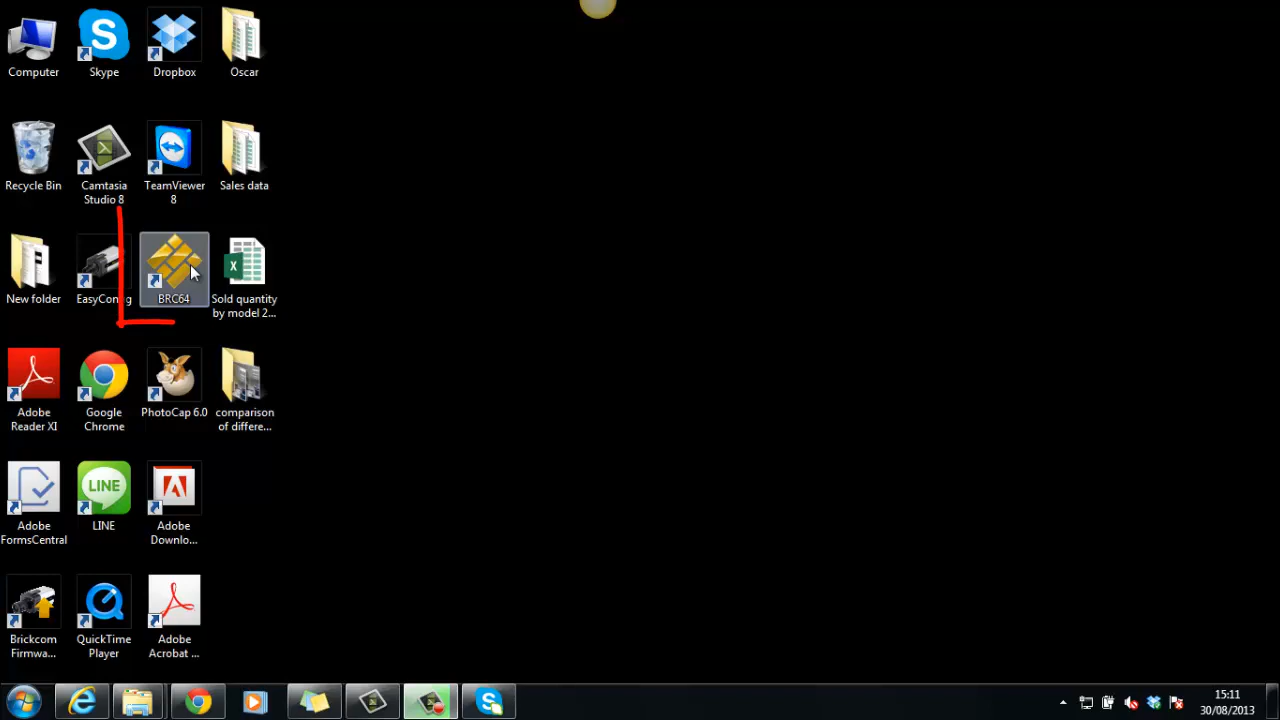 Computer
Skype
Dropbox
Oscar
Recycle Bin
Camtasia
Studio 8
TeamViewer
8
Sales data
New folder
EasyConfig
BRC64
Sold quantity
by model 2...
Adobe
Reader XI
Google
Chrome
PhotoCap 6.0
comparison
of differe...
Adobe
FormsCentral
LINE
LINE
Adobe
Downlo...
Brickcom
Firmwa...
QuickTime
Player
Adobe
Acrobat ...
15:11
30/08/2013